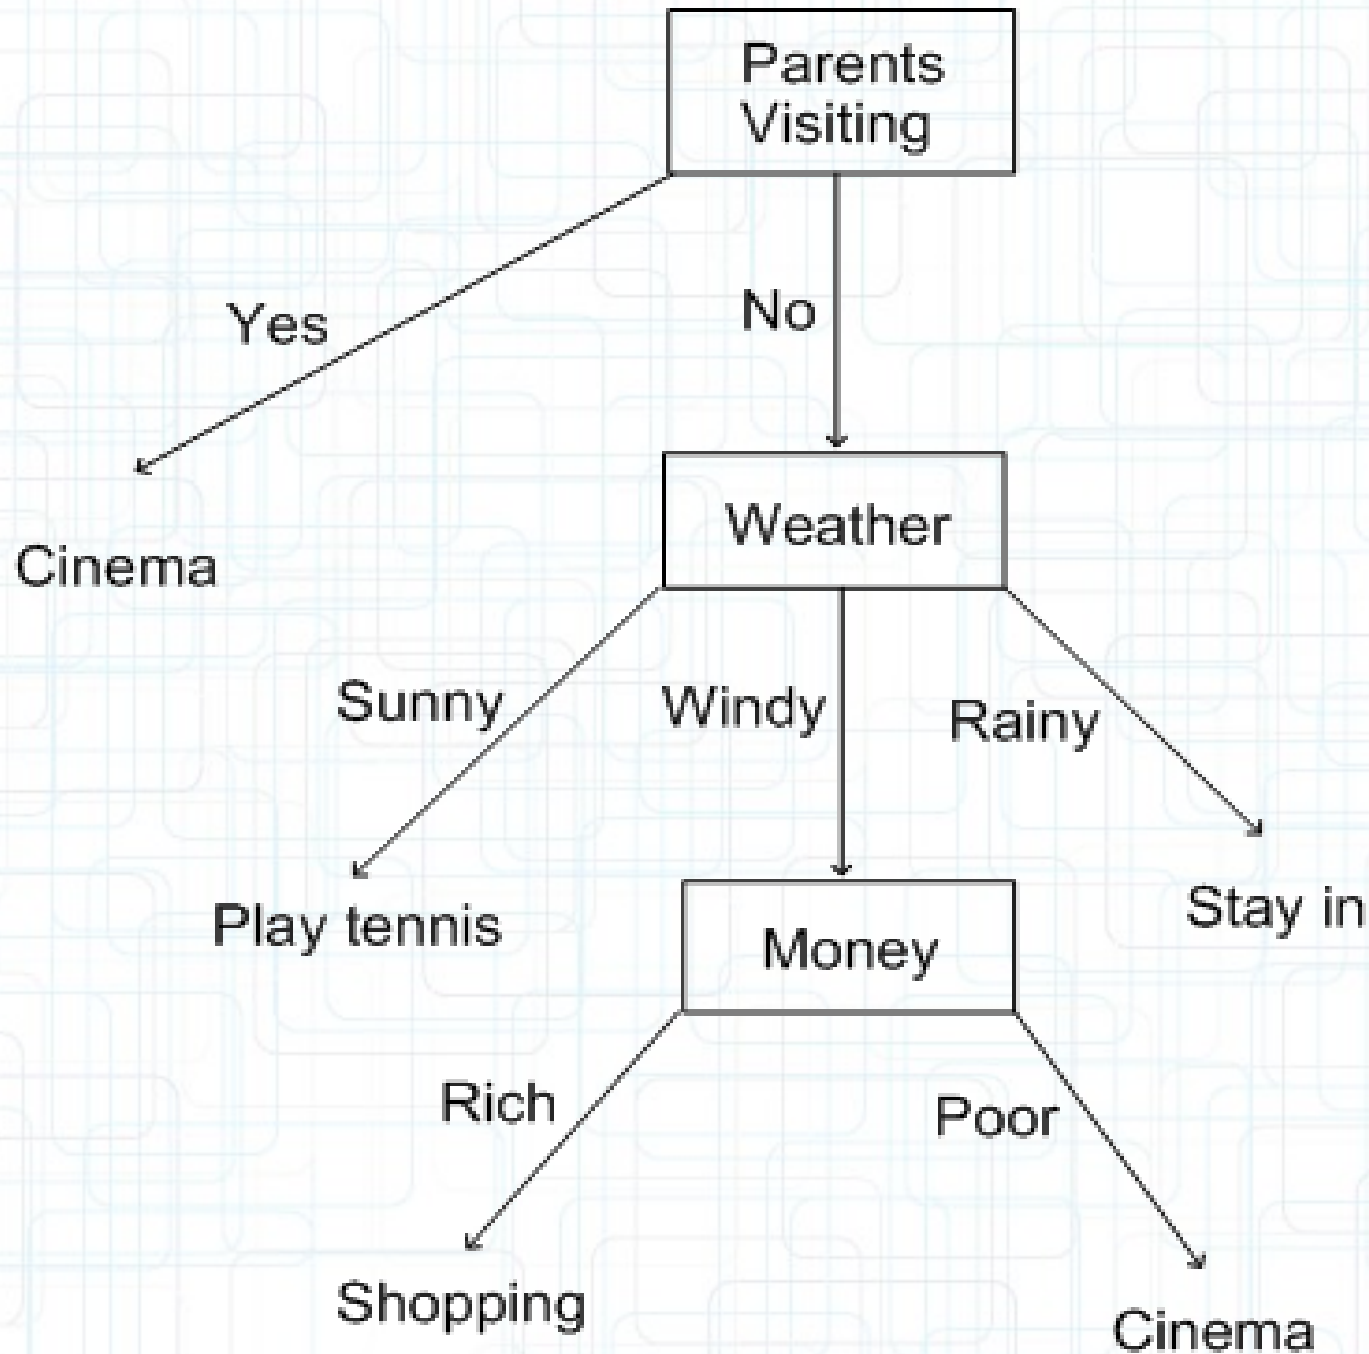 Parents
Visiting
Yes
No
Weather
Cinema
Sunny
Windy
Rainy
Play tennis
Money
Stay in
Rich
Poor
Shopping
Cinema